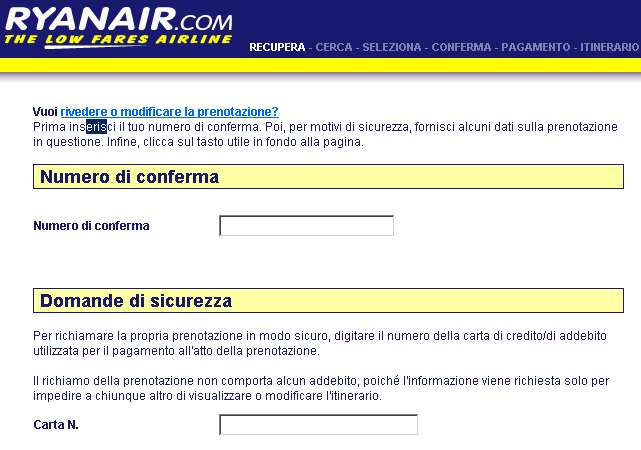 RYANAIR.COM
THE LOW FARES AIRLINE
RECUPERA - CERCA - SELEZIONA - CONFERMA - PAGAMENTO - ITINERARIO
Vuoi rivedere o modificare la prenotazione?
Prima inserisci il tuo numero di conferma. Poi, per motivi di sicurezza, fornisci alcuni dati sulla prenotazione
in questione. Infine, clicca sul tasto utile in fondo alla pagina.
Numero di conferma
Numero di conferma
Domande di sicurezza
Per richiamare la propria prenotazione in modo sicuro, digitare il numero della carta di credito/di addebito
utilizzata per il pagamento all'atto della prenotazione.
Il richiamo della prenotazione non comporta alcun addebito, poiché l'informazione viene richiesta solo per
impedire a chiunque altro di visualizzare o modificare l'itinerario.
Carta N.